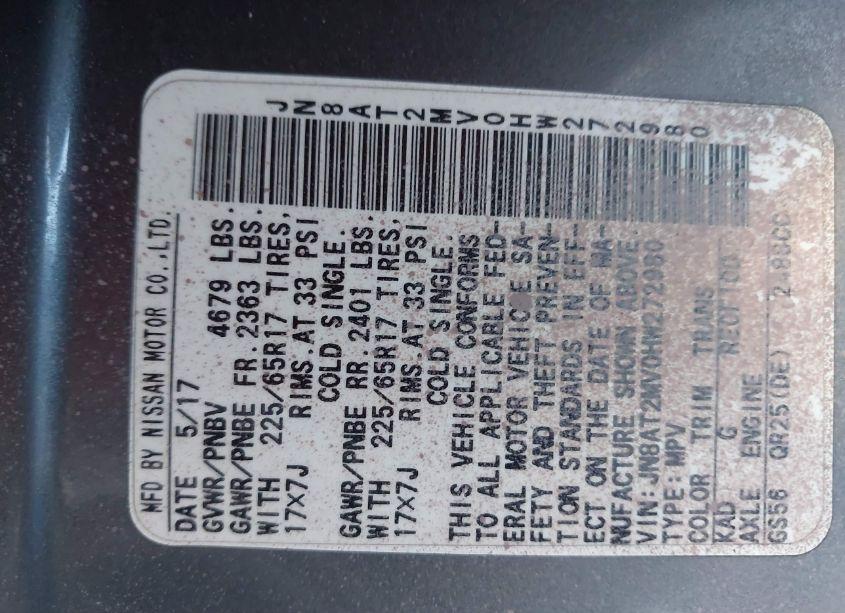 JN8AT2MV0HW272980
MFD BY NISSAN MOTOR CO.,LTD.
DATE 5/17
GVWR/PNBV 4679 LBS.
GAWR/PNBE FR. 2363 LBS.
WITH 225/65R17 TIRES,
17X7J RIMS AT 33 PSI
COLD SINGLE.
GAWR/PNBE RR. 2401 LBS.
WITH 225/65R17 TIRES,
17X7J RIMS AT 33 PSI
COLD SINGLE.
THIS VEHICLE CONFORMS
TO ALL APPLICABLE FED-
ERAL MOTOR VEHICLE SA-
FETY AND THEFT PREVEN-
TION STANDARDS IN EFF-
ECT ON THE DATE OF MA-
NUFACTURE SHOWN ABOVE.
VIN:JN8AT2MV0HW272980
TYPE:MPV
COLOR TRIM TRANS
KAD G
AXLE ENGINE
GS56 QR25(DE)